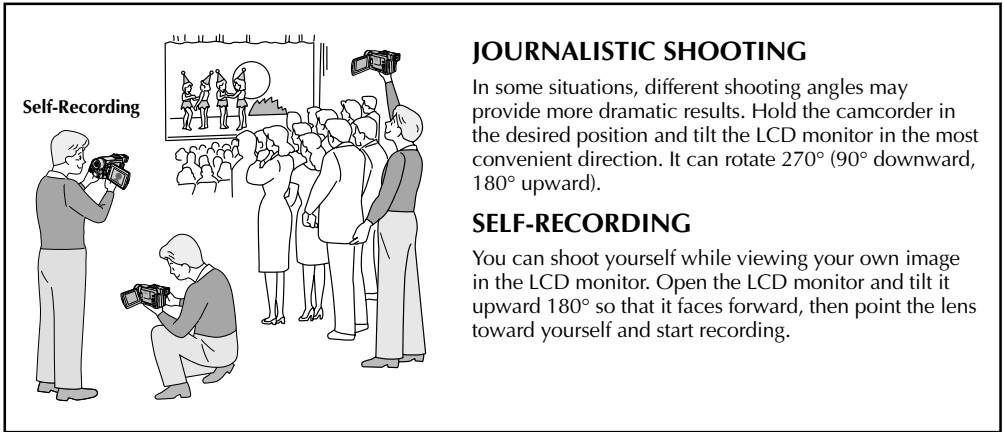 Self-Recording
JOURNALISTIC SHOOTING
In some situations, different shooting angles may
provide more dramatic results. Hold the camcorder in
the desired position and tilt the LCD monitor in the most
convenient direction. It can rotate 270° (90° downward,
180° upward).
SELF-RECORDING
You can shoot yourself while viewing your own image
in the LCD monitor. Open the LCD monitor and tilt it
upward 180° so that it faces forward, then point the lens
toward yourself and start recording.